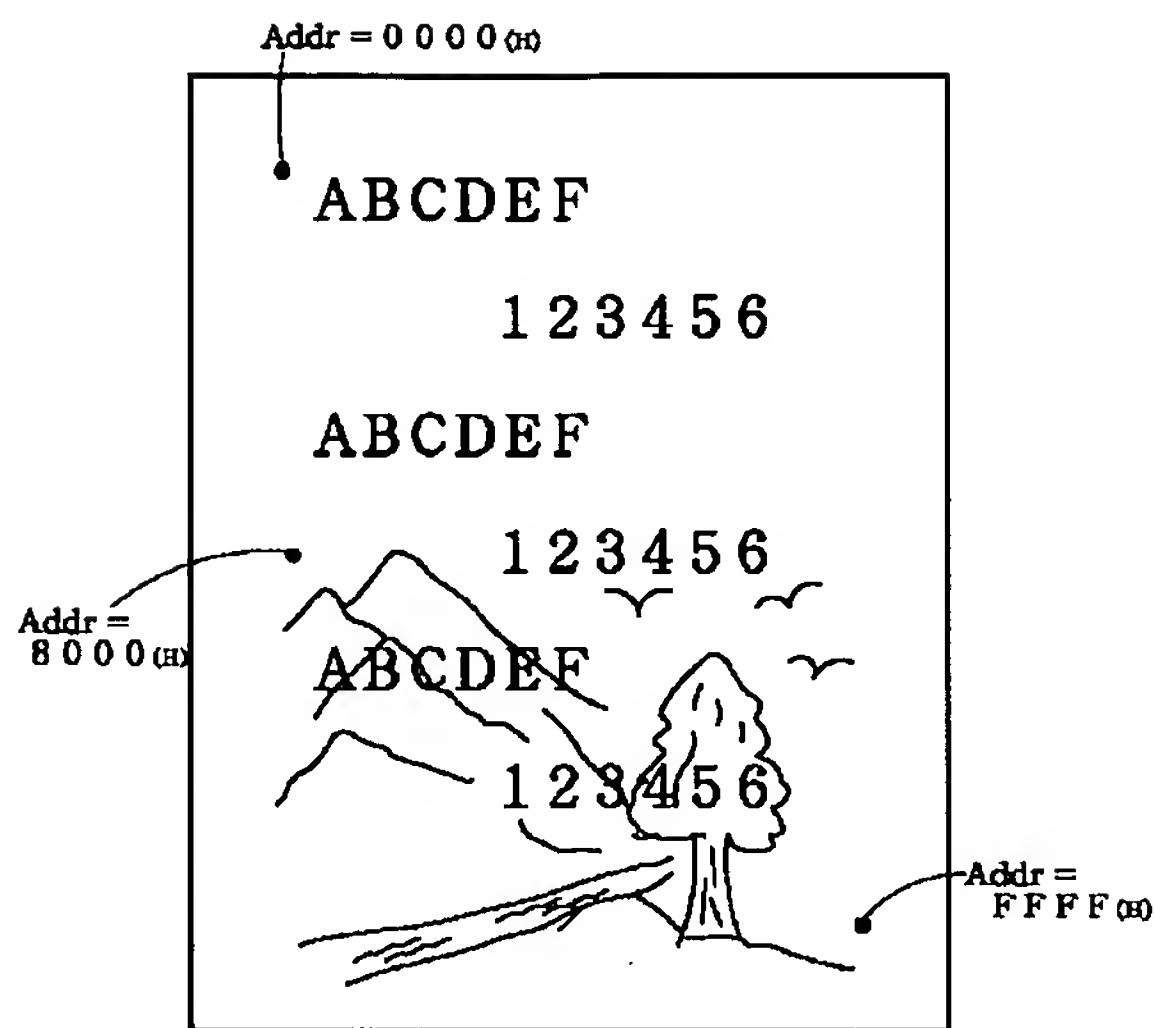 Addr = 0 0 0 0 (H)
ABCDEF
1 2 3 4 5 6
ABCDEF
1 2 3 4 5 6
Addr =
8 0 0 0 (H)
ABCDEF
1 2 3 4 5 6
Addr =
F F F F (H)